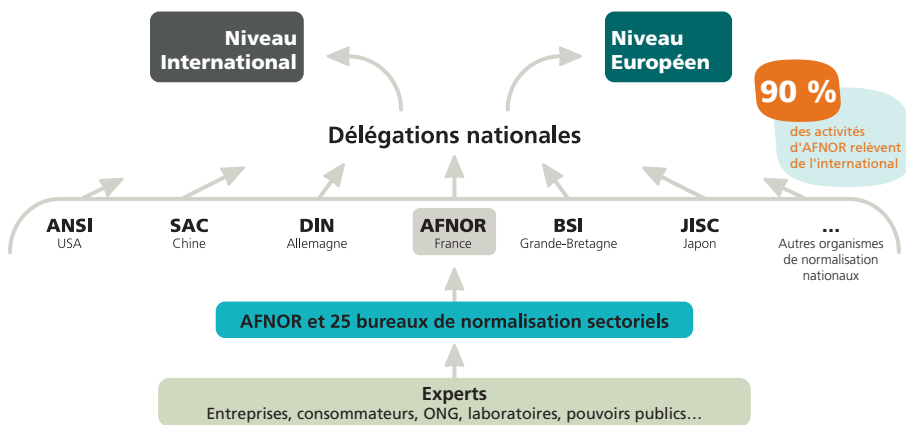 Niveau
International
Niveau
Européen
90 %
des activités
d'AFNOR relèvent
de l'international
Délégations nationales
ANSI
USA
SAC
Chine
DIN
Allemagne
AFNOR
France
BSI
Grande-Bretagne
JISC
Japon
...
Autres organismes
de normalisation
nationaux
AFNOR et 25 bureaux de normalisation sectoriels
Experts
Entreprises, consommateurs, ONG, laboratoires, pouvoirs publics...